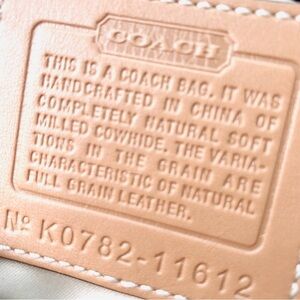 COACH
THIS IS A COACH BAG. IT WAS
HANDCRAFTED IN CHINA OF
COMPLETELY NATURAL SOFT
MILLED COWHIDE. THE VARIA-
TIONS IN THE GRAIN ARE
CHARACTERISTIC OF NATURAL
FULL GRAIN LEATHER.
Nº K0782-11612